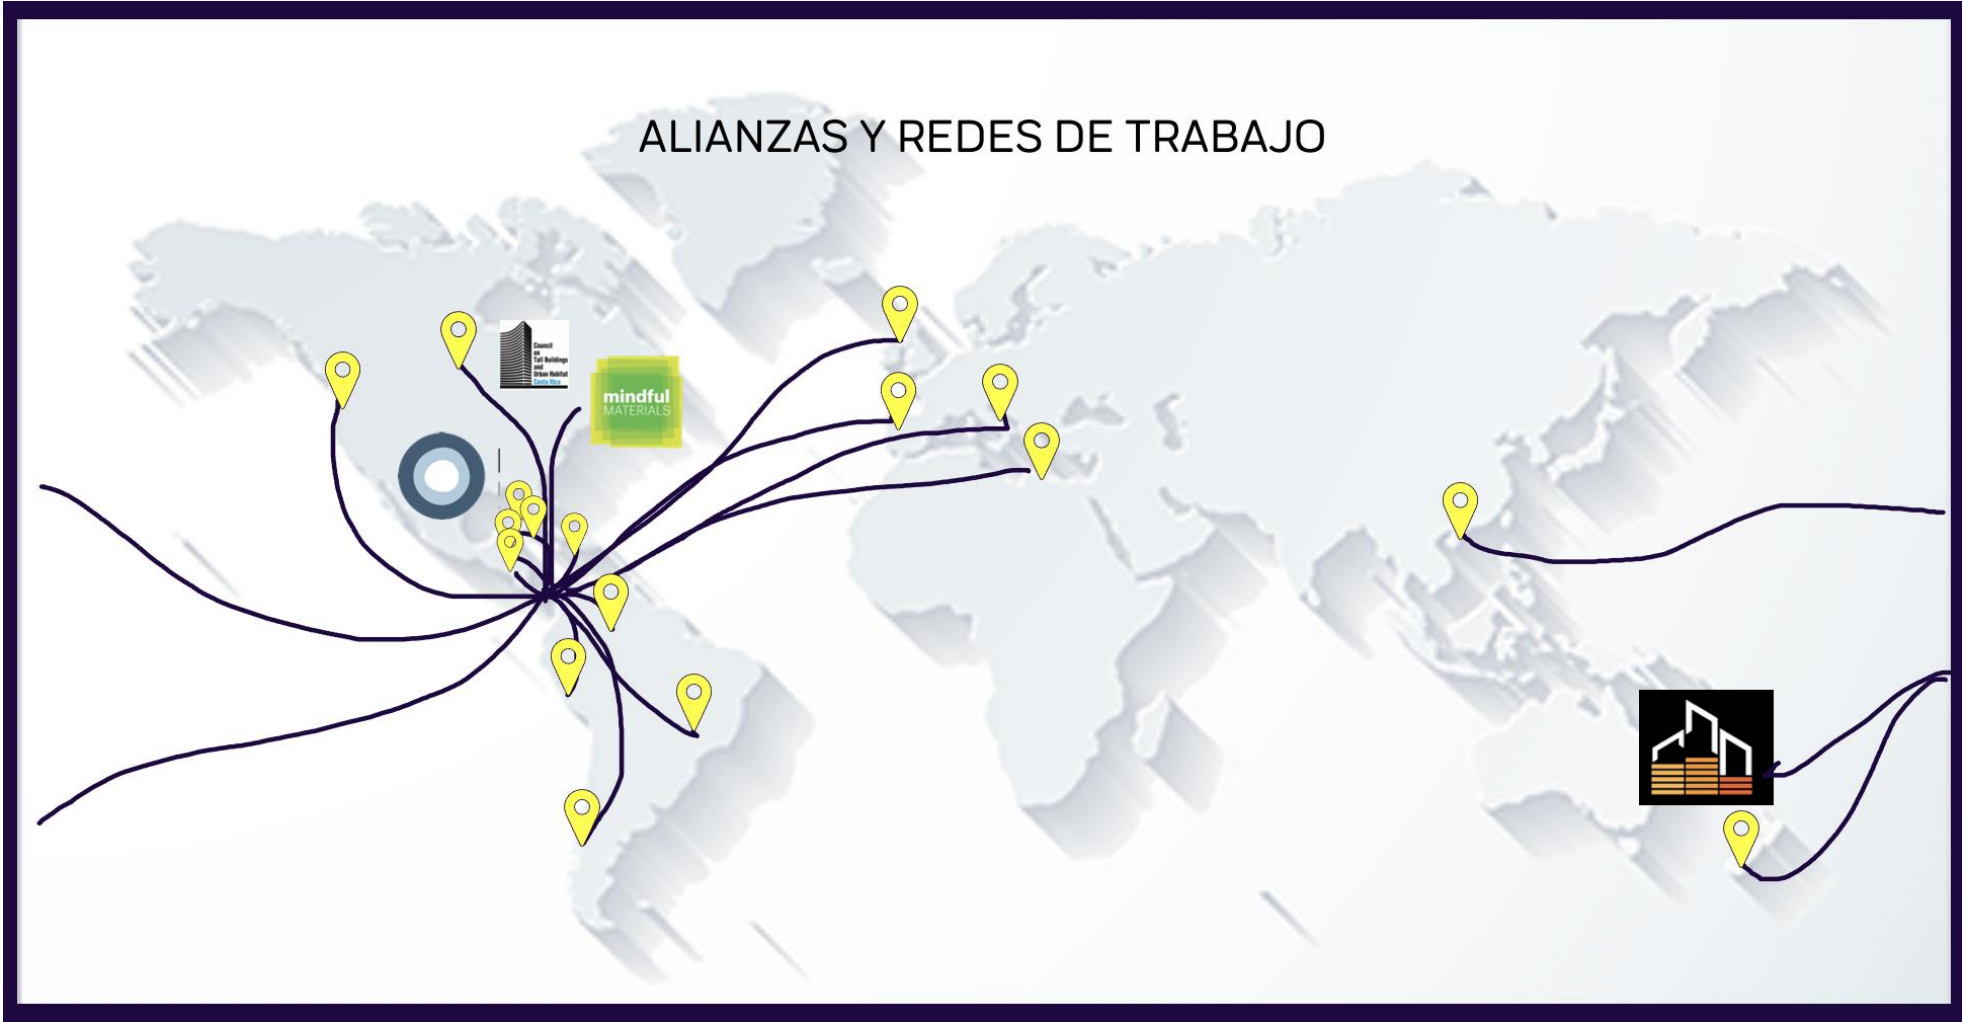 ALIANZAS Y REDES DE TRABAJO
Council
on
Tall Buildings
and
Urban Habitat
Costa Rica
mindful
MATERIALS